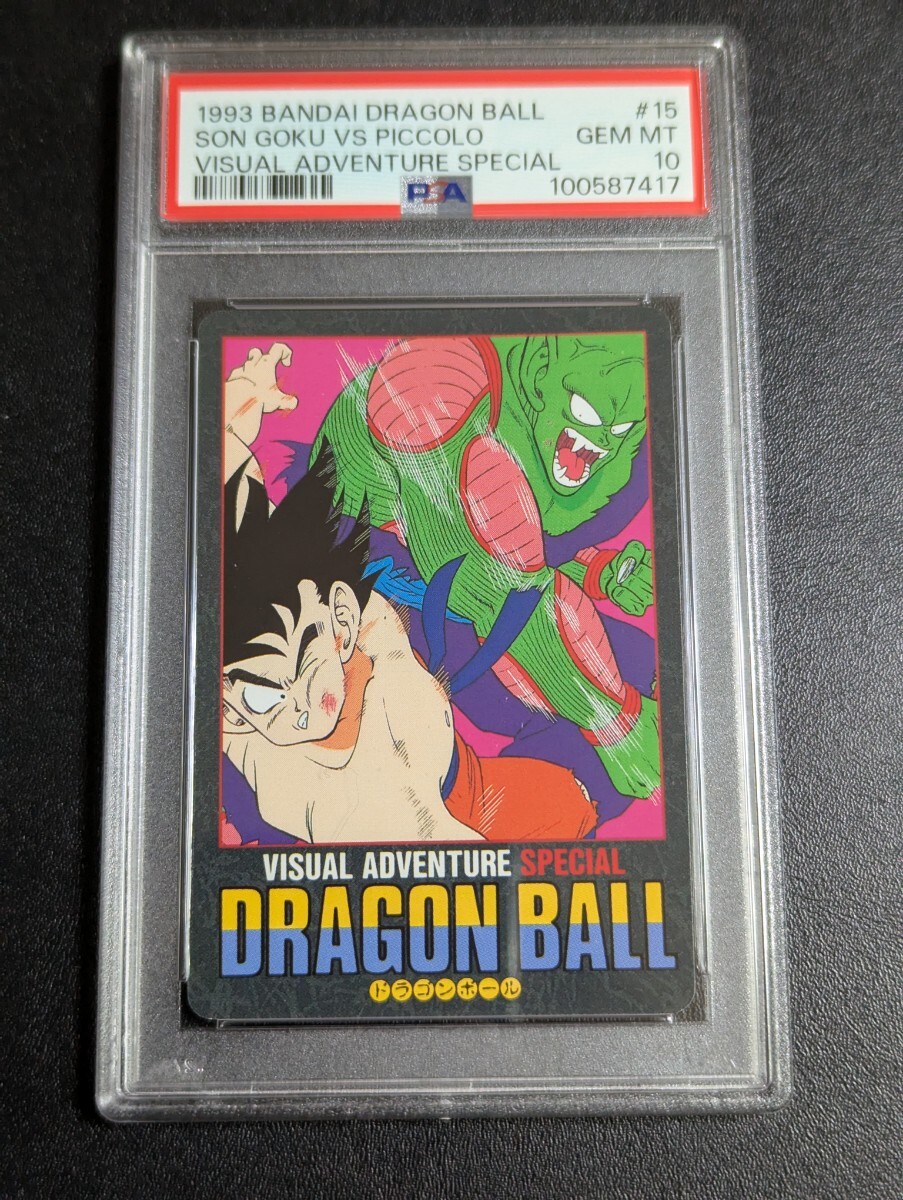 1993 BANDAI DRAGON BALL #15
SON GOKU VS PICCOLO GEM MT
VISUAL ADVENTURE SPECIAL 10
PSA 100587417
VISUAL ADVENTURE SPECIAL
DRAGON BALL
ドラゴンボール